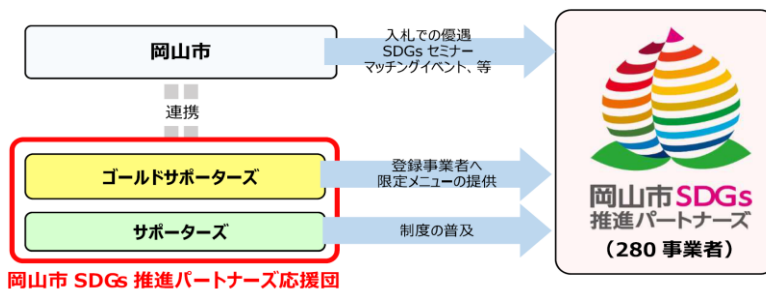 岡山市
入札での優遇
SDGs セミナー
マッチングイベント、等
連携
ゴールドサポーターズ
登録事業者へ
限定メニューの提供
サポーターズ
制度の普及
岡山市 SDGs 推進パートナーズ応援団
岡山市 SDGs
推進パートナーズ
（280 事業者）